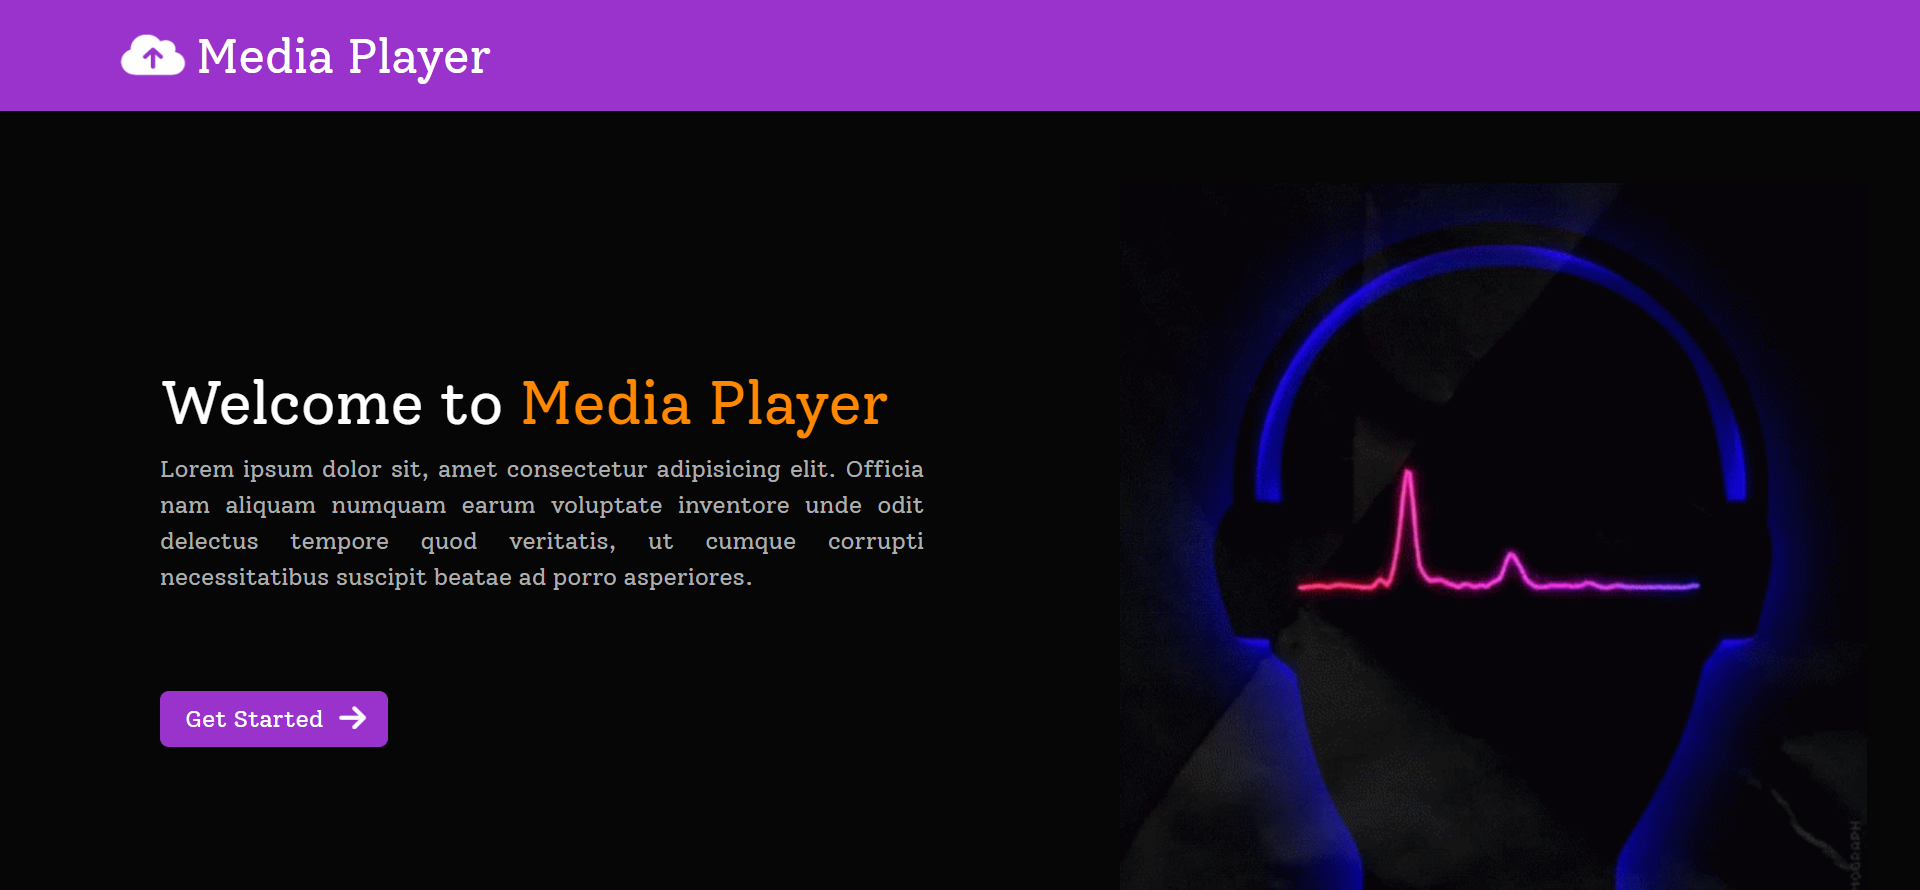 Media Player
Welcome to Media Player
Lorem ipsum dolor sit, amet consectetur adipisicing elit. Officia
nam aliquam numquam earum voluptate inventore unde odit
delectus tempore quod veritatis, ut cumque corrupti
necessitatibus suscipit beatae ad porro asperiores.
Get Started